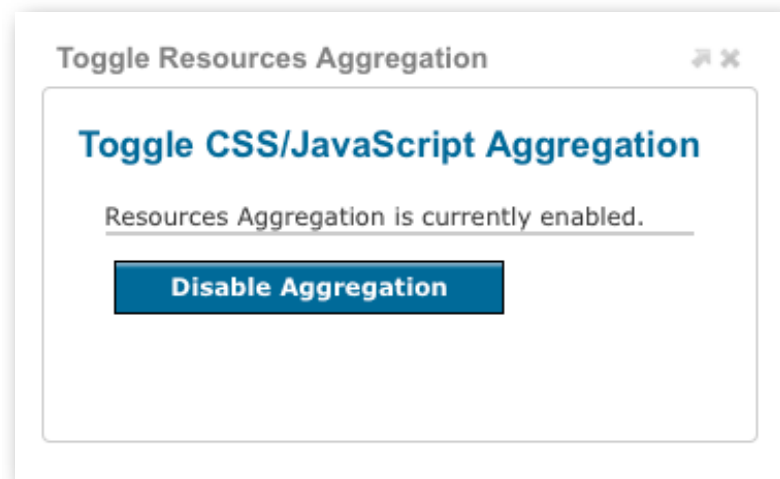 Toggle Resources Aggregation
Toggle CSS/JavaScript Aggregation
Resources Aggregation is currently enabled.
Disable Aggregation